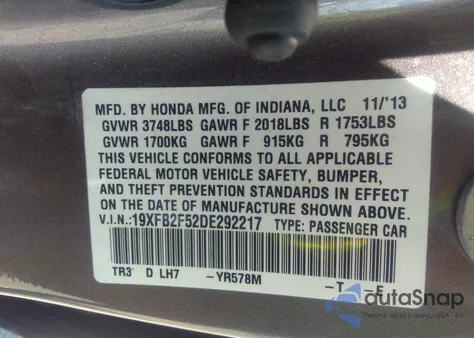 MFD. BY HONDA MFG. OF INDIANA, LLC 11/'13
GVWR 3748LBS GAWR F 2018LBS R 1753LBS
GVWR 1700KG GAWR F 915KG R 795KG
THIS VEHICLE CONFORMS TO ALL APPLICABLE
FEDERAL MOTOR VEHICLE SAFETY, BUMPER,
AND THEFT PREVENTION STANDARDS IN EFFECT
ON THE DATE OF MANUFACTURE SHOWN ABOVE.
V.I.N.:19XFB2F52DE292217 TYPE: PASSENGER CAR
TR3' D LH7 -YR578M -T -F
autaSnap